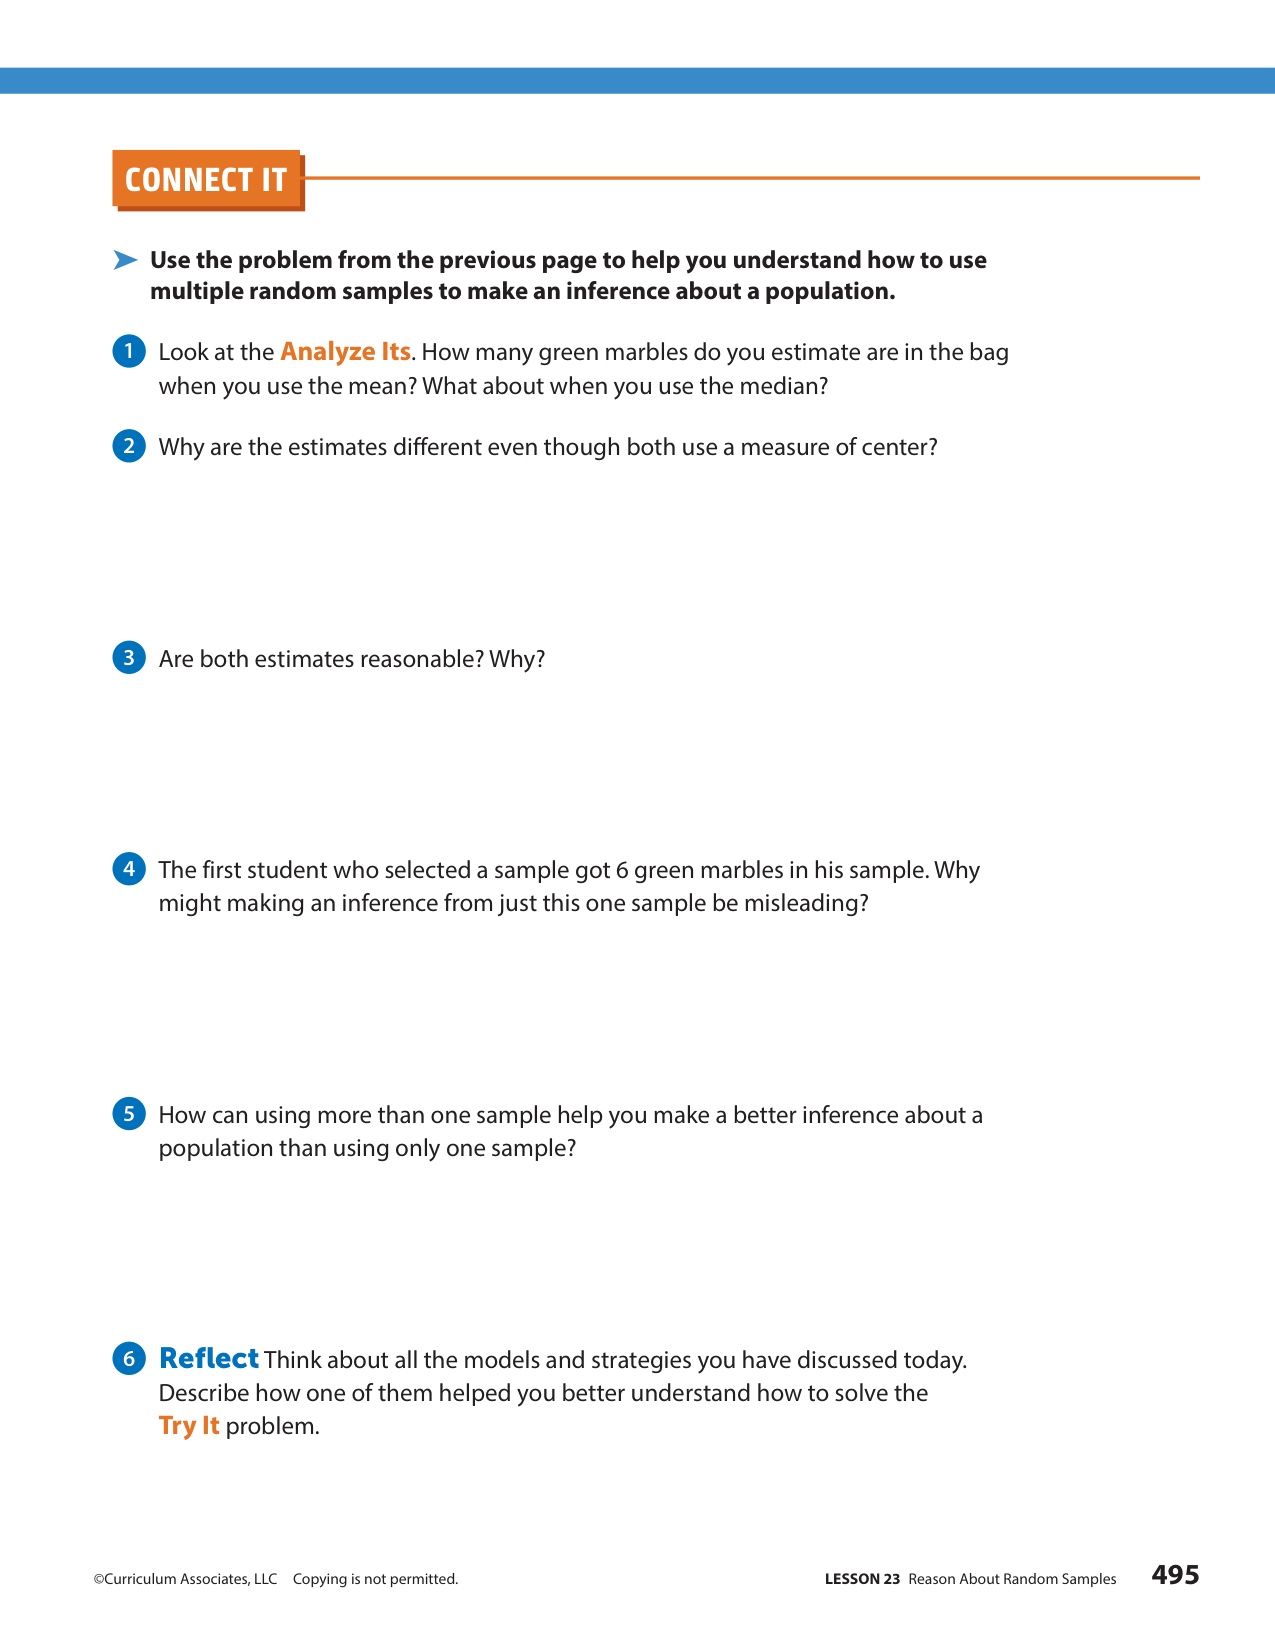 CONNECT IT
Use the problem from the previous page to help you understand how to use
multiple random samples to make an inference about a population.
1 Look at the Analyze Its. How many green marbles do you estimate are in the bag
when you use the mean? What about when you use the median?
2 Why are the estimates different even though both use a measure of center?
3 Are both estimates reasonable? Why?
4 The first student who selected a sample got 6 green marbles in his sample. Why
might making an inference from just this one sample be misleading?
5 How can using more than one sample help you make a better inference about a
population than using only one sample?
6 Reflect Think about all the models and strategies you have discussed today.
Describe how one of them helped you better understand how to solve the
Try It problem.
©Curriculum Associates, LLC Copying is not permitted. LESSON 23 Reason About Random Samples 495